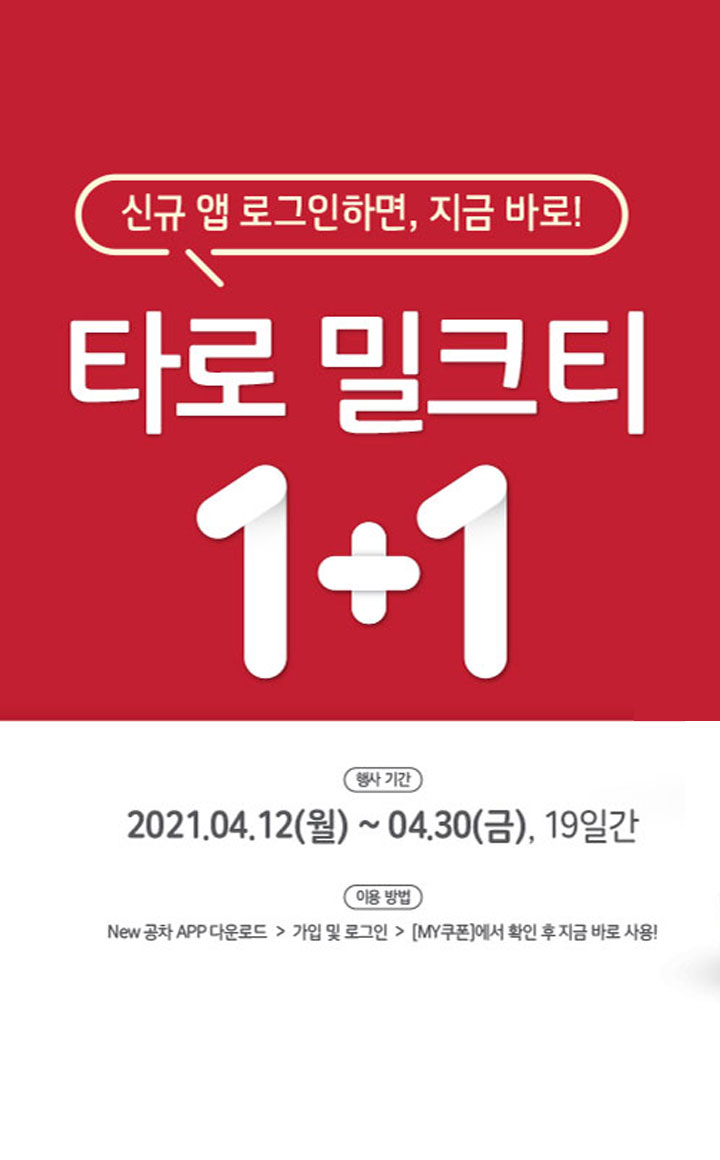 신규 앱 로그인하면, 지금 바로!
타로 밀크티
1+1
행사 기간
2021.04.12(월) ~ 04.30(금), 19일간
이용 방법
New 공차 APP 다운로드 > 가입 및 로그인 > [MY쿠폰]에서 확인 후 지금 바로 사용!